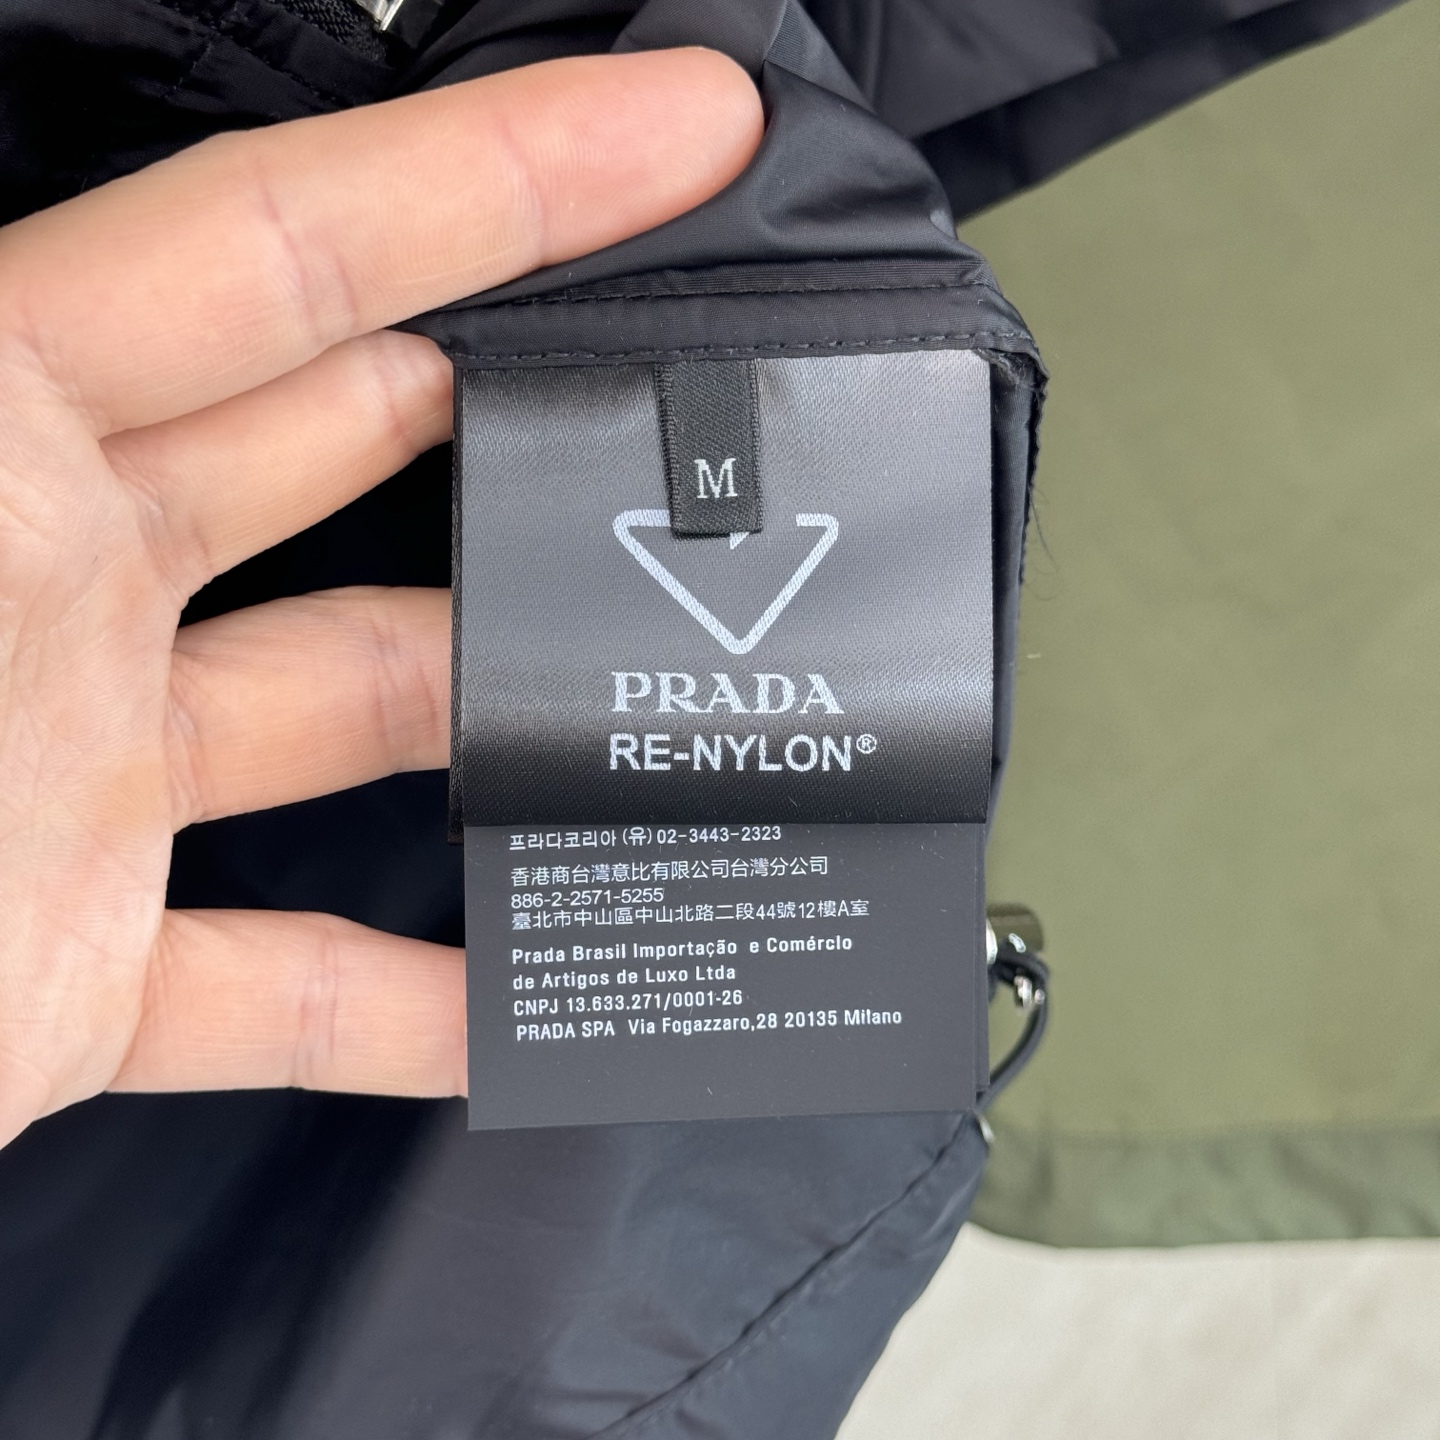 M
PRADA
RE-NYLON®
프라다코리아 (유) 02-3443-2323
香港商台灣意比有限公司台灣分公司
886-2-2571-5255
臺北市中山區中山北路二段44號12樓A室
Prada Brasil Importação e Comércio
de Artigos de Luxo Ltda
CNPJ 13.633.271/0001-26
PRADA SPA Via Fogazzaro,28 20135 Milano